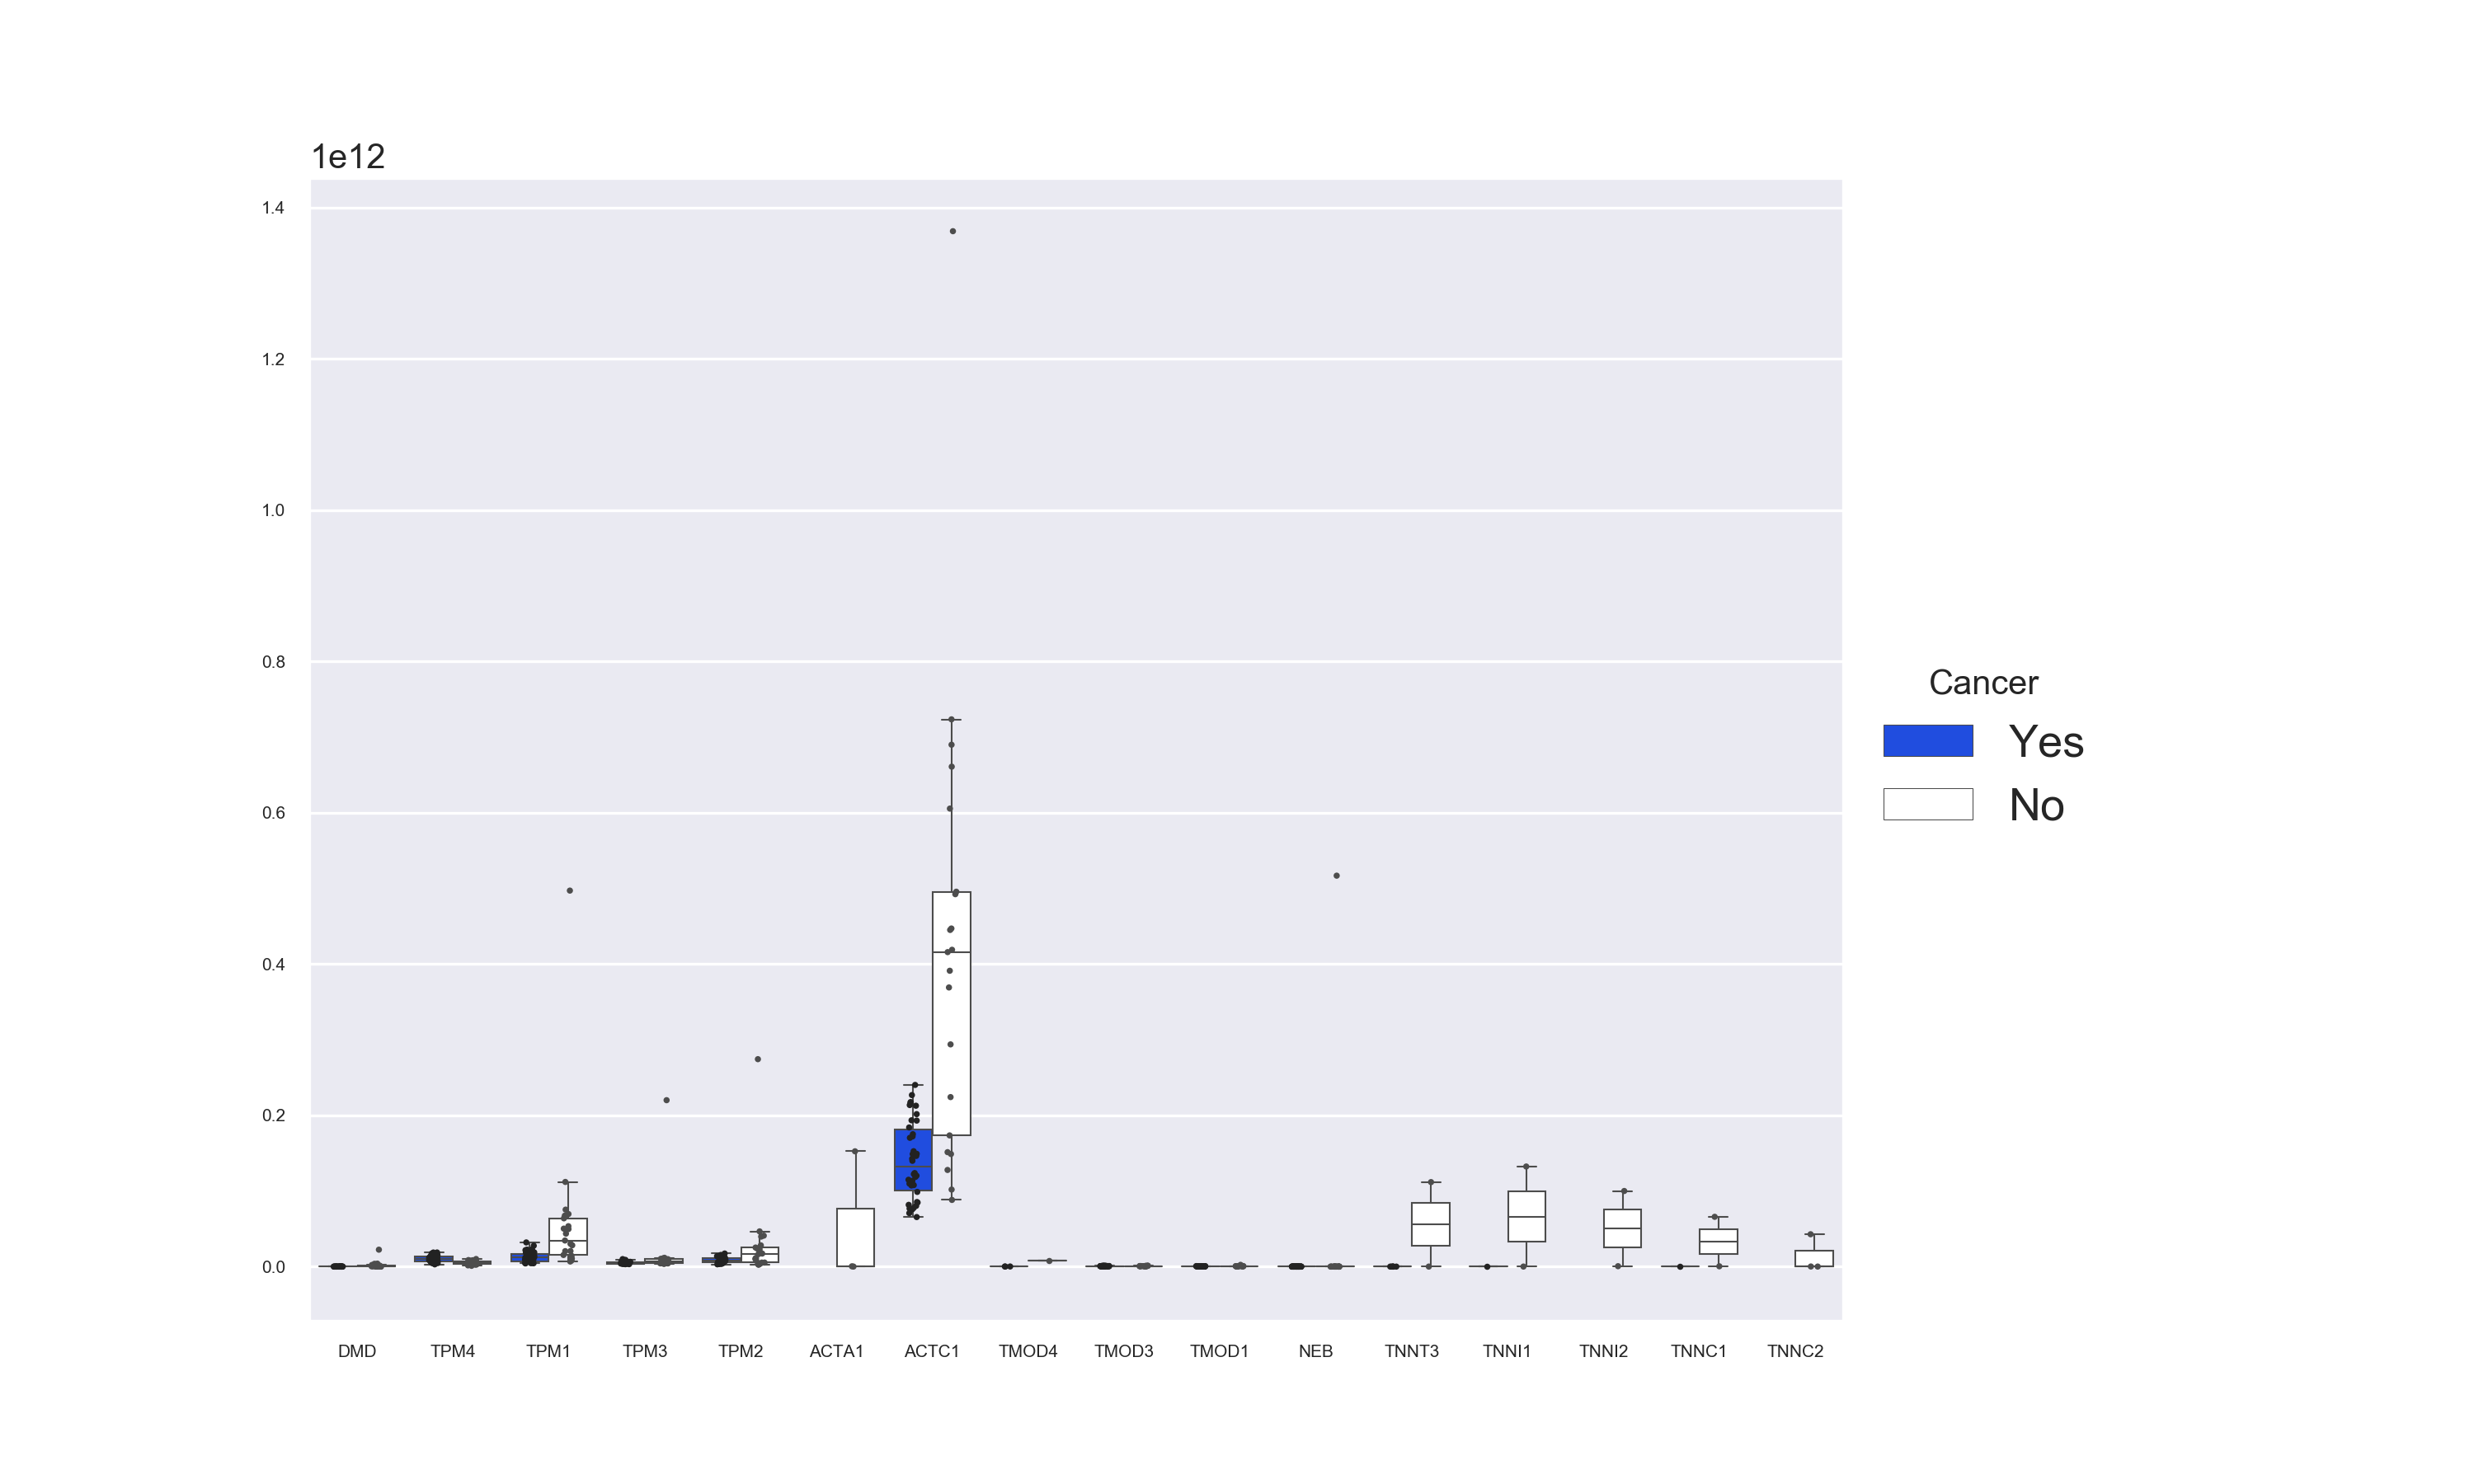 1e12
1.4
1.2
1.0
0.8
0.6
0.4
0.2
0.0
DMD TPM4 TPM1 TPM3 TPM2 ACTA1 ACTC1 TMOD4 TMOD3 TMOD1 NEB TNNT3 TNNI1 TNNI2 TNNC1 TNNC2
Cancer
Yes
No